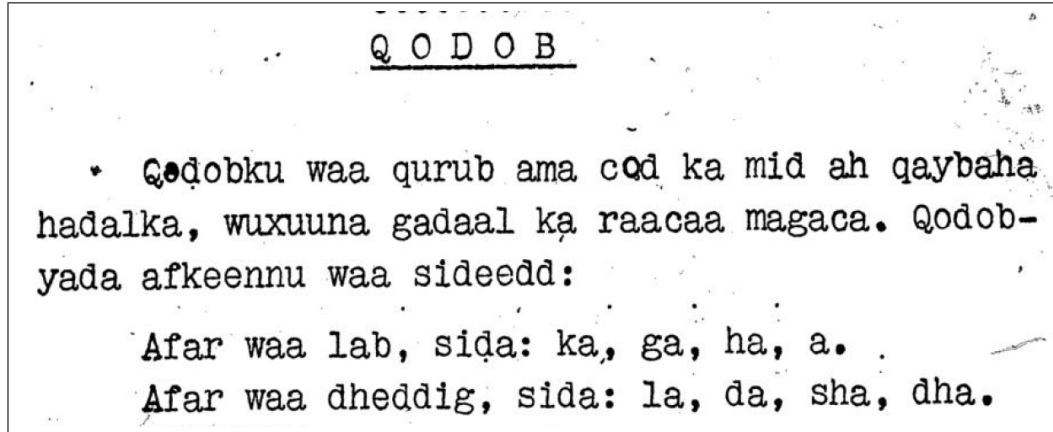 Q O D O B
Qodobku waa qurub ama cod ka mid ah qaybaha
hadalka, wuxuuna gadaal ka raacaa magaca. Qodob-
yada afkeennu waa sideedd:
Afar waa lab, sida: ka, ga, ha, a.
Afar waa dheddig, sida: la, da, sha, dha.